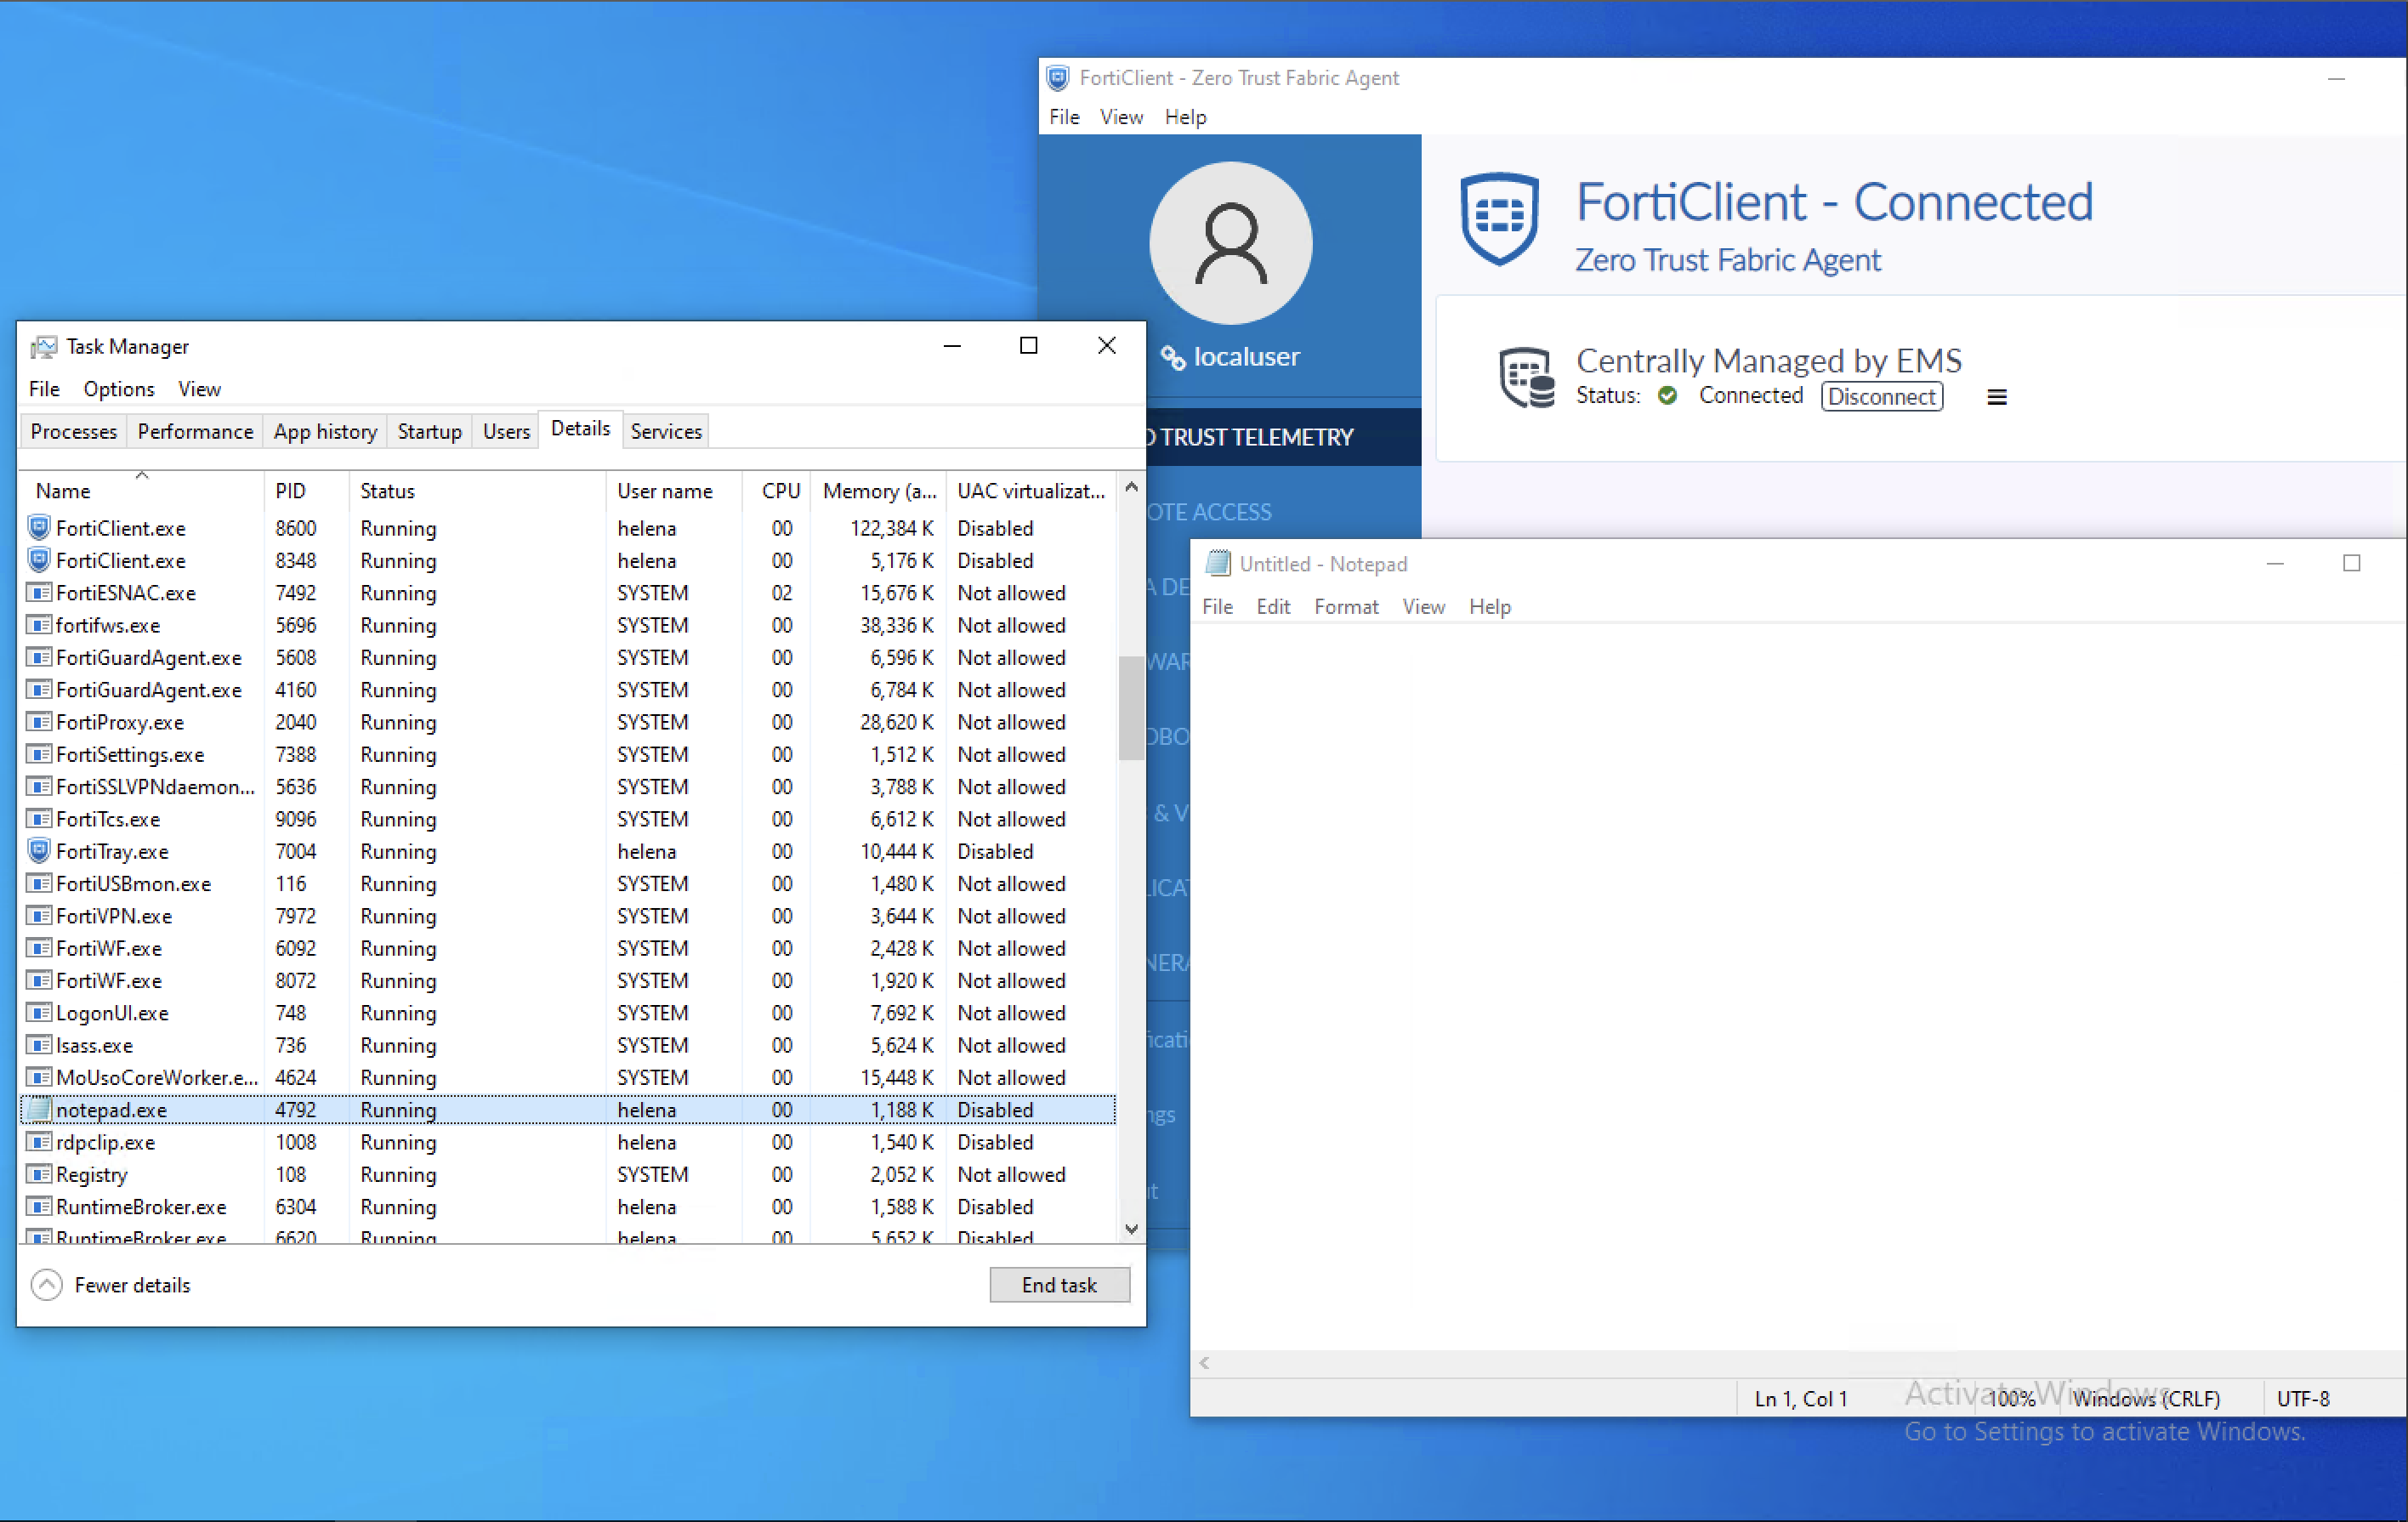 FortiClient - Zero Trust Fabric Agent
File View Help
FortiClient - Connected
Zero Trust Fabric Agent
localuser
Centrally Managed by EMS
Status: Connected Disconnect
TRUST TELEMETRY
ACCESS
Task Manager
File Options View
Processes Performance App history Startup Users Details Services
Name PID Status User name CPU Memory (a... UAC virtualizat...
FortiClient.exe 8600 Running helena 00 122,384 K Disabled
FortiClient.exe 8348 Running helena 00 5,176 K Disabled
FortiESNAC.exe 7492 Running SYSTEM 02 15,676 K Not allowed
fortifws.exe 5696 Running SYSTEM 00 38,336 K Not allowed
FortiGuardAgent.exe 5608 Running SYSTEM 00 6,596 K Not allowed
FortiGuardAgent.exe 4160 Running SYSTEM 00 6,784 K Not allowed
FortiProxy.exe 2040 Running SYSTEM 00 28,620 K Not allowed
FortiSettings.exe 7388 Running SYSTEM 00 1,512 K Not allowed
FortiSSLVPNdaemon... 5636 Running SYSTEM 00 3,788 K Not allowed
FortiTcs.exe 9096 Running SYSTEM 00 6,612 K Not allowed
FortiTray.exe 7004 Running helena 00 10,444 K Disabled
FortiUSBmon.exe 116 Running SYSTEM 00 1,480 K Not allowed
FortiVPN.exe 7972 Running SYSTEM 00 3,644 K Not allowed
FortiWF.exe 6092 Running SYSTEM 00 2,428 K Not allowed
FortiWF.exe 8072 Running SYSTEM 00 1,920 K Not allowed
LogonUI.exe 748 Running SYSTEM 00 7,692 K Not allowed
lsass.exe 736 Running SYSTEM 00 5,624 K Not allowed
MoUsoCoreWorker.e... 4624 Running SYSTEM 00 15,448 K Not allowed
notepad.exe 4792 Running helena 00 1,188 K Disabled
rdpclip.exe 1008 Running helena 00 1,540 K Disabled
Registry 108 Running SYSTEM 00 2,052 K Not allowed
RuntimeBroker.exe 6304 Running helena 00 1,588 K Disabled
RuntimeBroker.exe 6620 Running helena 00 5,652 K Disabled
Fewer details End task
Untitled - Notepad
File Edit Format View Help
Ln 1, Col 1 100% Windows (CRLF) UTF-8
Activate Windows
Go to Settings to activate Windows.